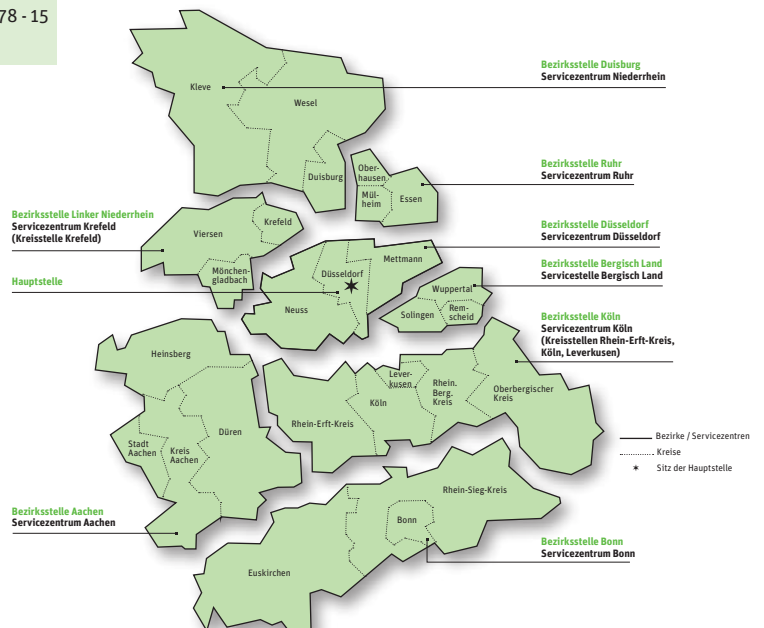 78 - 15
Bezirksstelle Duisburg
Servicezentrum Niederrhein
Kleve
Wesel
Duisburg
Ober-
hausen
Mül-
heim
Essen
Bezirksstelle Ruhr
Servicezentrum Ruhr
Bezirksstelle Linker Niederrhein
Servicezentrum Krefeld
(Kreisstelle Krefeld)
Viersen
Krefeld
Mönchen-
gladbach
Bezirksstelle Düsseldorf
Servicezentrum Düsseldorf
Mettmann
Düsseldorf
Neuss
Hauptstelle
Bezirksstelle Bergisch Land
Servicestelle Bergisch Land
Wuppertal
Solingen
Rem-
scheid
Bezirksstelle Köln
Servicezentrum Köln
(Kreisstellen Rhein-Erft-Kreis,
Köln, Leverkusen)
Heinsberg
Stadt
Aachen
Kreis
Aachen
Düren
Rhein-Erft-Kreis
Köln
Lever-
kusen
Rhein.
Berg.
Kreis
Oberbergischer
Kreis
Bezirke / Servicezentren
Kreise
Sitz der Hauptstelle
Bezirksstelle Aachen
Servicezentrum Aachen
Rhein-Sieg-Kreis
Bonn
Euskirchen
Bezirksstelle Bonn
Servicezentrum Bonn